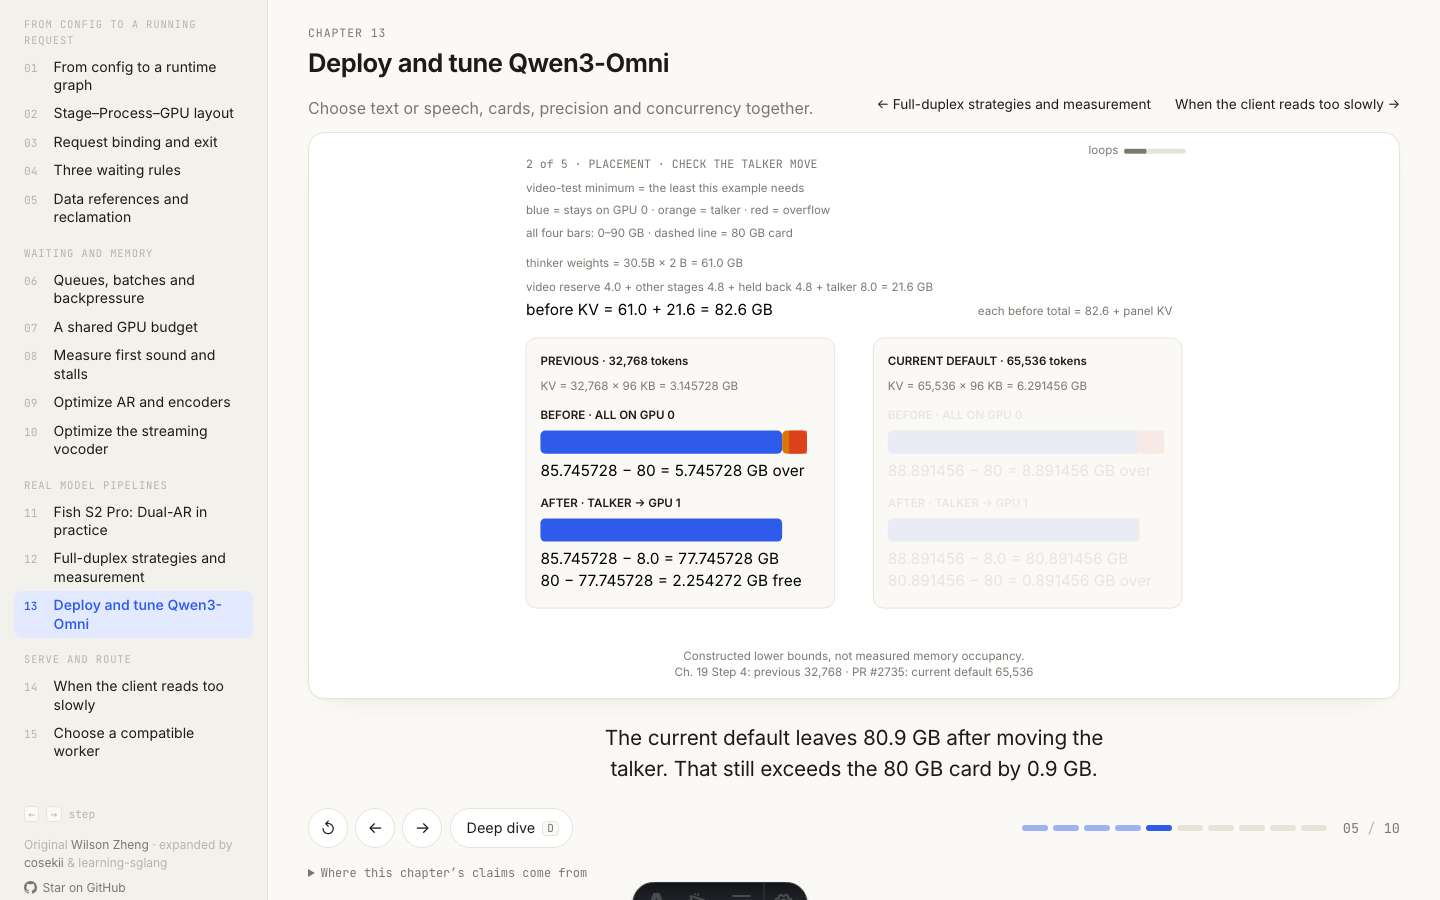 FROM CONFIG TO A RUNNING
REQUEST
01 From config to a runtime
graph
02 Stage–Process–GPU layout
03 Request binding and exit
04 Three waiting rules
05 Data references and
reclamation
WAITING AND MEMORY
06 Queues, batches and
backpressure
07 A shared GPU budget
08 Measure first sound and
stalls
09 Optimize AR and encoders
10 Optimize the streaming
vocoder
REAL MODEL PIPELINES
11 Fish S2 Pro: Dual-AR in
practice
12 Full-duplex strategies and
measurement
13 Deploy and tune Qwen3-
Omni
SERVE AND ROUTE
14 When the client reads too
slowly
15 Choose a compatible
worker
← → step
Original Wilson Zheng · expanded by
cosekii & learning-sglang
Star on GitHub
CHAPTER 13
Deploy and tune Qwen3-Omni
Choose text or speech, cards, precision and concurrency together.
← Full-duplex strategies and measurement
When the client reads too slowly →
loops
2 of 5 · PLACEMENT · CHECK THE TALKER MOVE
video-test minimum = the least this example needs
blue = stays on GPU 0 · orange = talker · red = overflow
all four bars: 0–90 GB · dashed line = 80 GB card
thinker weights = 30.5B × 2 B = 61.0 GB
video reserve 4.0 + other stages 4.8 + held back 4.8 + talker 8.0 = 21.6 GB
before KV = 61.0 + 21.6 = 82.6 GB
each before total = 82.6 + panel KV
PREVIOUS · 32,768 tokens
KV = 32,768 × 96 KB = 3.145728 GB
BEFORE · ALL ON GPU 0
85.745728 − 80 = 5.745728 GB over
AFTER · TALKER → GPU 1
85.745728 − 8.0 = 77.745728 GB
80 − 77.745728 = 2.254272 GB free
CURRENT DEFAULT · 65,536 tokens
KV = 65,536 × 96 KB = 6.291456 GB
BEFORE · ALL ON GPU 0
88.891456 − 80 = 8.891456 GB over
AFTER · TALKER → GPU 1
88.891456 − 8.0 = 80.891456 GB
80.891456 − 80 = 0.891456 GB over
Constructed lower bounds, not measured memory occupancy.
Ch. 19 Step 4: previous 32,768 · PR #2735: current default 65,536
The current default leaves 80.9 GB after moving the
talker. That still exceeds the 80 GB card by 0.9 GB.
Deep dive D
05 / 10
▶ Where this chapter's claims come from